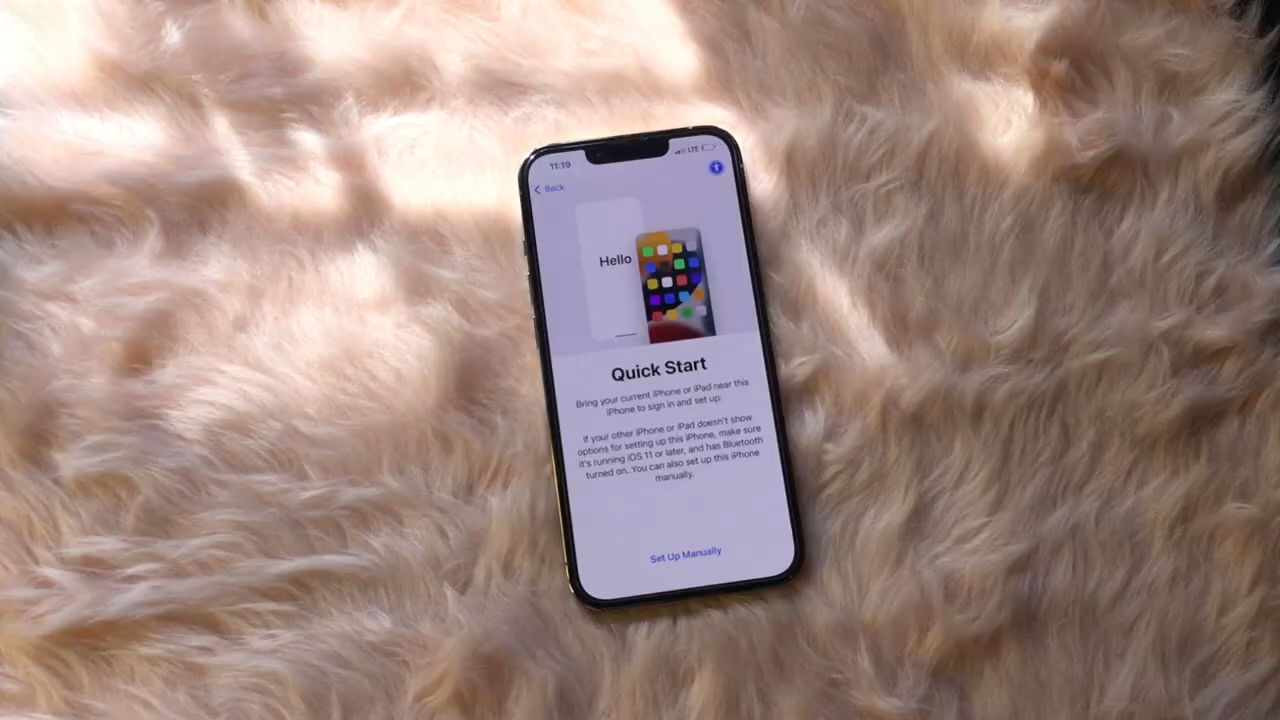 11:19
LTE
Back
Hello
Quick Start
Bring your current iPhone or iPad near this
iPhone to sign in and set up.
If your other iPhone or iPad doesn't show
options for setting up this iPhone, make sure
it's running iOS 11 or later, and has Bluetooth
turned on. You can also set up this iPhone
manually.
Set Up Manually